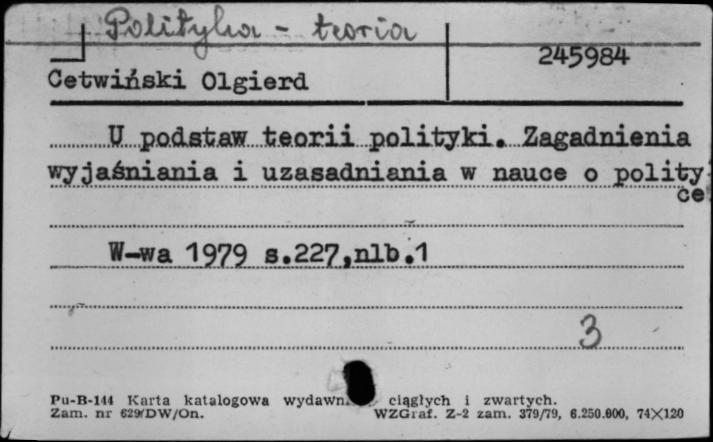 Polityka - teoria
245984
Cetwiński Olgierd
U podstaw teorii polityki. Zagadnienia
wyjaśniania i uzasadniania w nauce o polity
ce
W-wa 1979 s.227,nlb.1
3
Pu-B-144 Karta katalogowa wydawn ciągłych i zwartych.
Zam. nr 629/DW/On. WZGraf. Z-2 zam. 379/79, 6.250.000, 74×120